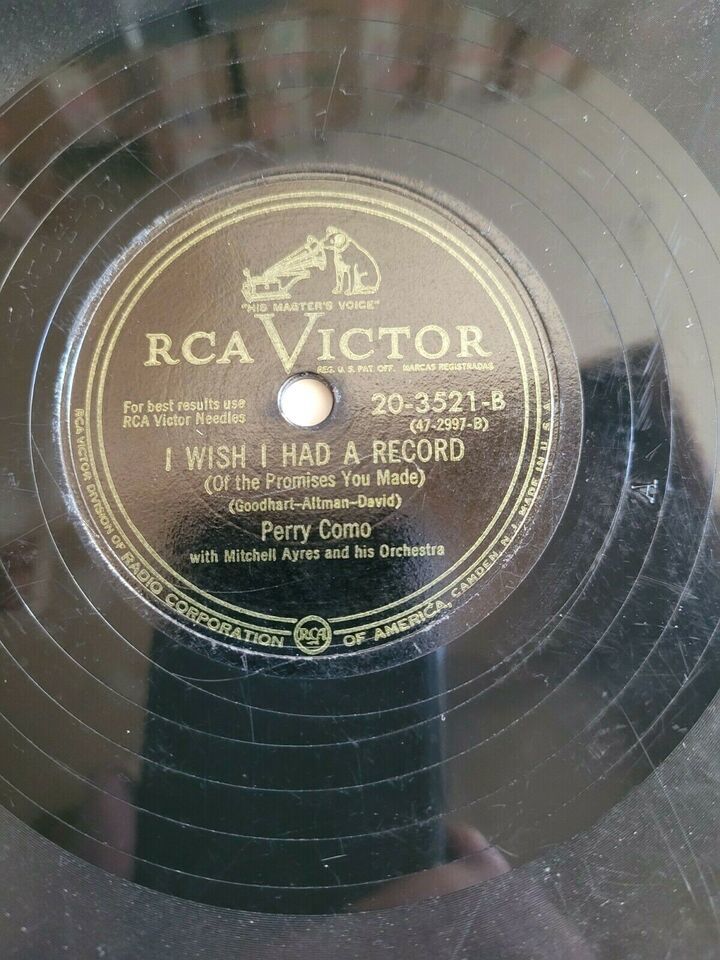 "HIS MASTER'S VOICE"
RCA VICTOR
REG. U. S. PAT. OFF. MARCAS REGISTRADAS
For best results use
RCA Victor Needles
20-3521-B
(47-2997-B)
I WISH I HAD A RECORD
(Of the Promises You Made)
(Goodhart-Altman-David)
Perry Como
with Mitchell Ayres and his Orchestra
RCA VICTOR DIVISION OF RADIO CORPORATION OF AMERICA, CAMDEN, N. J. MADE IN U. S. A.
RCA
A